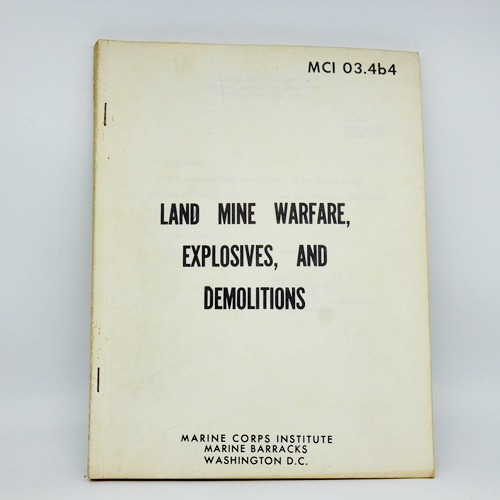 MCI 03.4b4
LAND MINE WARFARE,
EXPLOSIVES, AND
DEMOLITIONS
MARINE CORPS INSTITUTE
MARINE BARRACKS
WASHINGTON D.C.